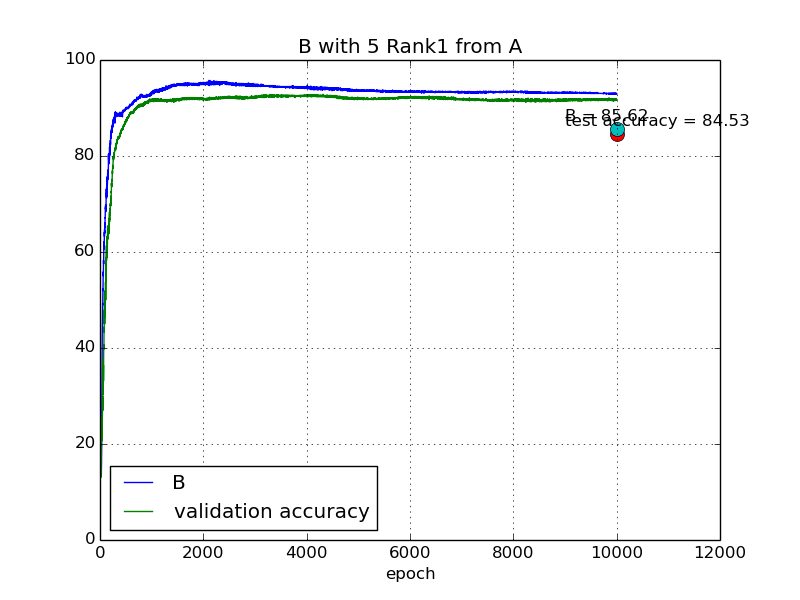 B with 5 Rank1 from A
100
80
60
40
20
0
B = 85.62
test accuracy = 84.53
B
validation accuracy
0 2000 4000 6000 8000 10000 12000
epoch